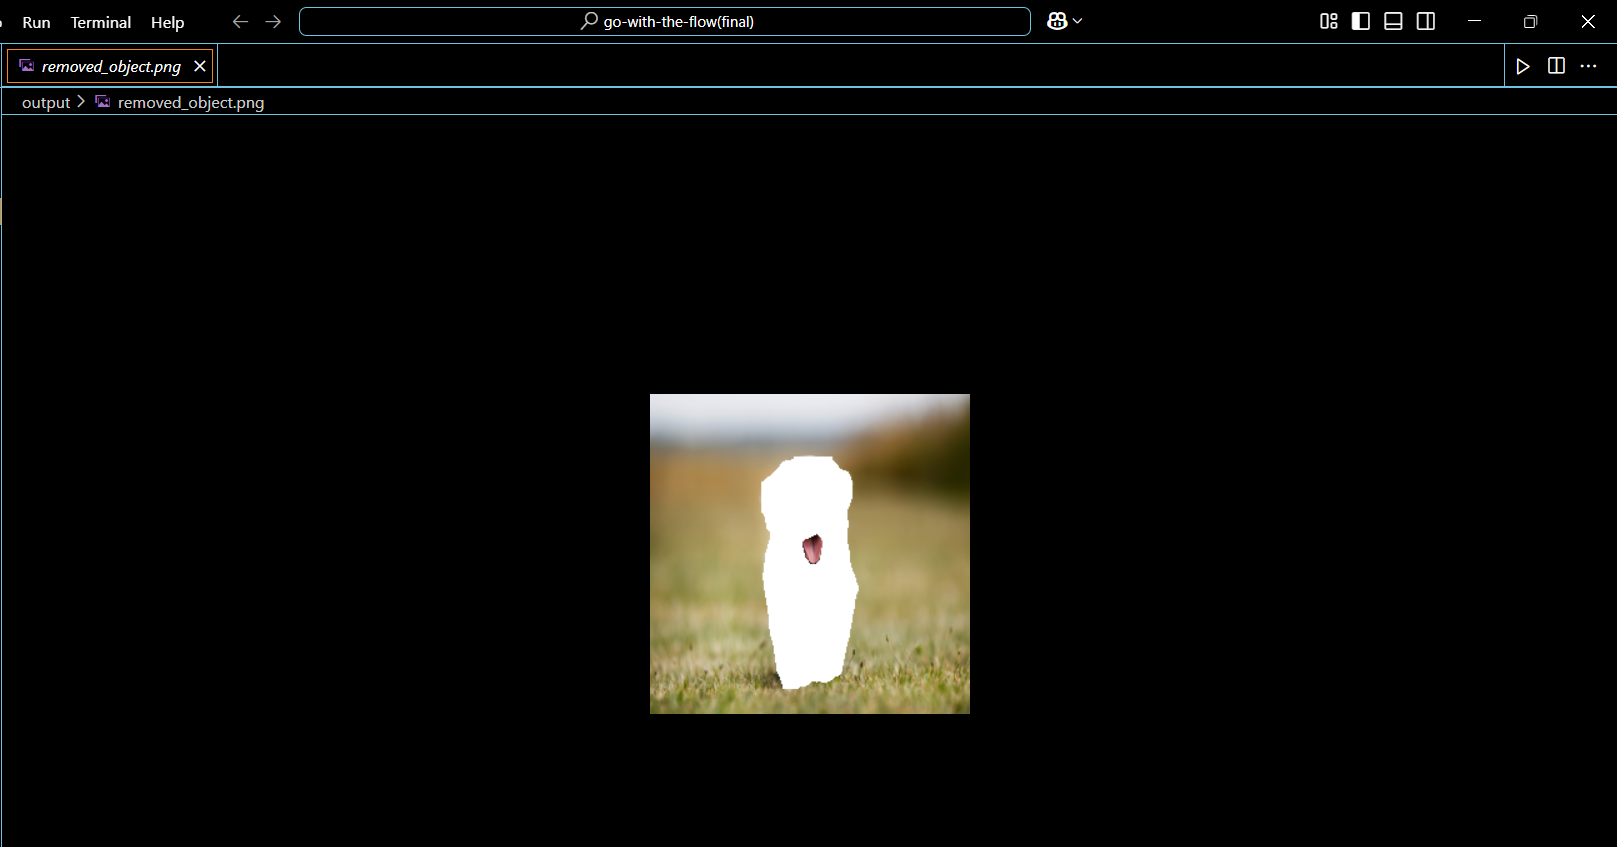 Run Terminal Help go-with-the-flow(final)
removed_object.png
output > removed_object.png